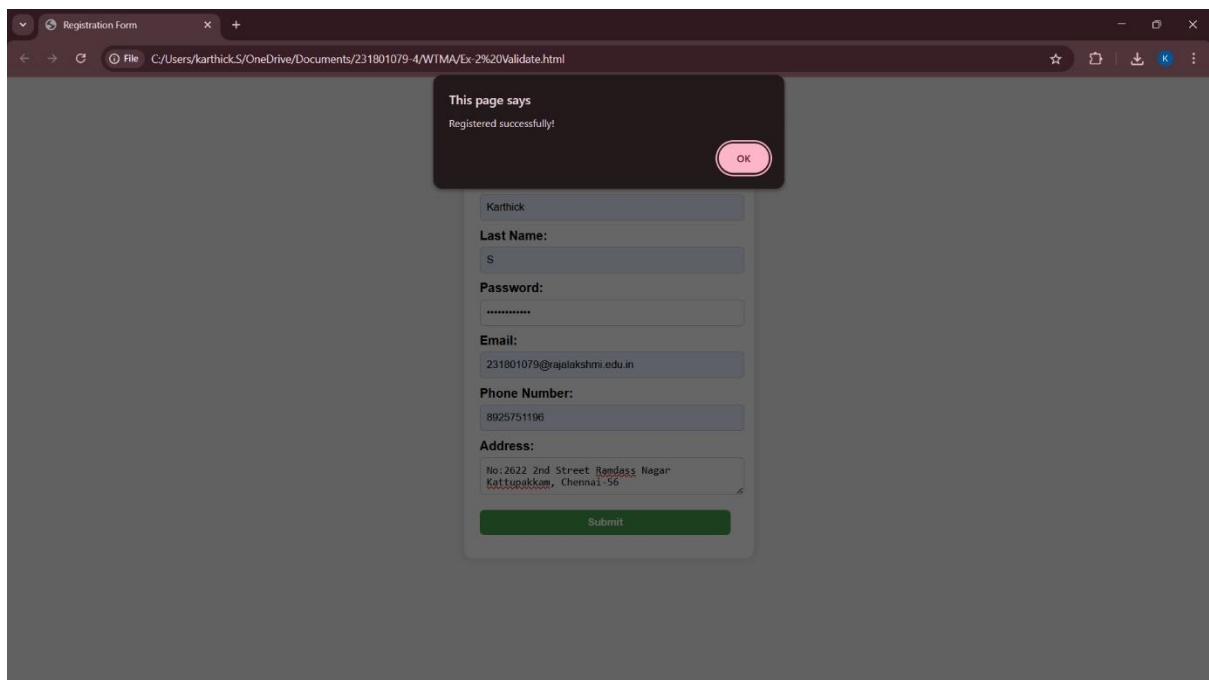 Registration Form
File C:/Users/karthick.S/OneDrive/Documents/231801079-4/WTMA/Ex-2%20Validate.html
K
This page says
Registered successfully!
OK
Karthick
Last Name:
S
Password:
••••••••••••
Email:
231801079@rajalakshmi.edu.in
Phone Number:
8925751196
Address:
No:2622 2nd Street Ramdass Nagar
Kattupakkam, Chennai-56
Submit